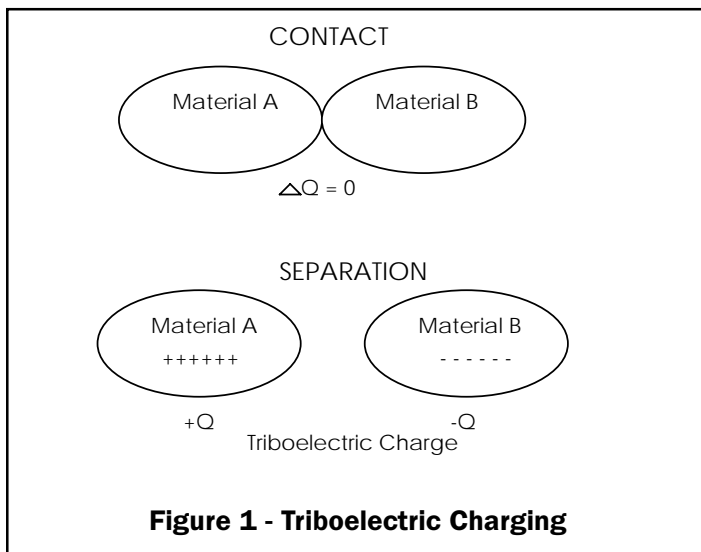 CONTACT
Material A Material B
△Q = 0
SEPARATION
Material A Material B
++++++ - - - - - -
+Q -Q
Triboelectric Charge
Figure 1 - Triboelectric Charging